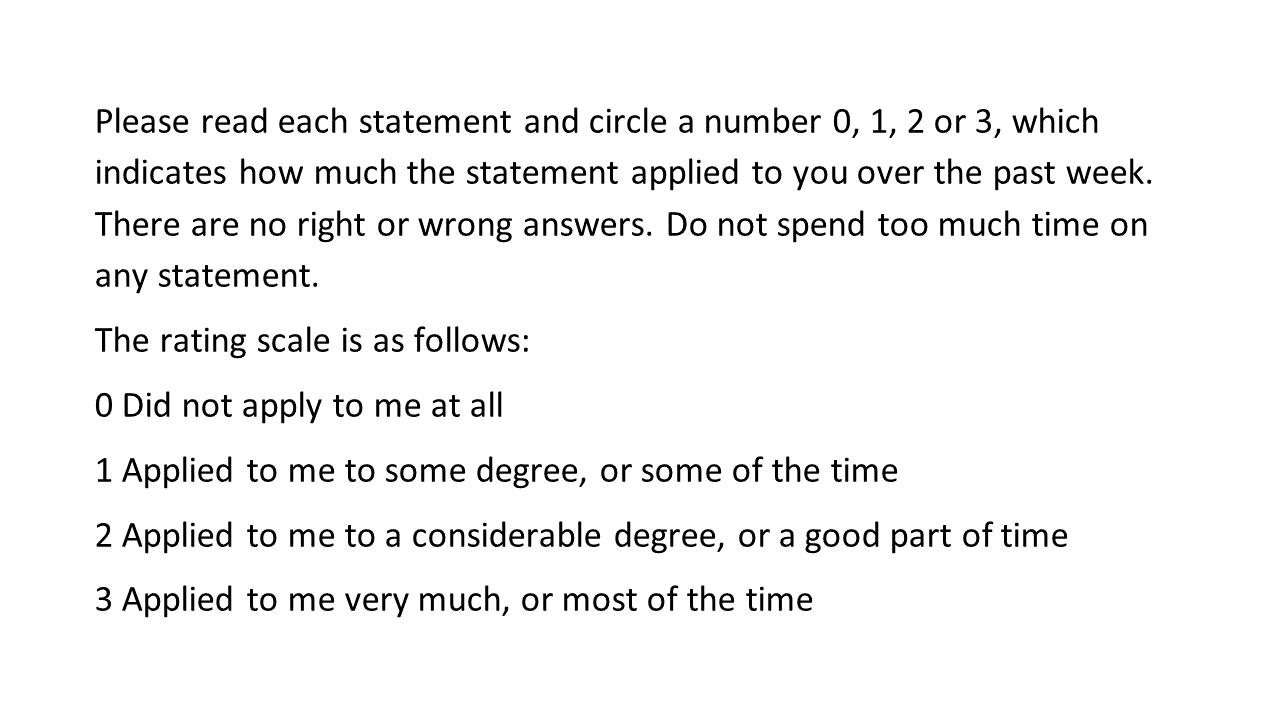 Please read each statement and circle a number 0, 1, 2 or 3, which
indicates how much the statement applied to you over the past week.
There are no right or wrong answers. Do not spend too much time on
any statement.
The rating scale is as follows:
0 Did not apply to me at all
1 Applied to me to some degree, or some of the time
2 Applied to me to a considerable degree, or a good part of time
3 Applied to me very much, or most of the time